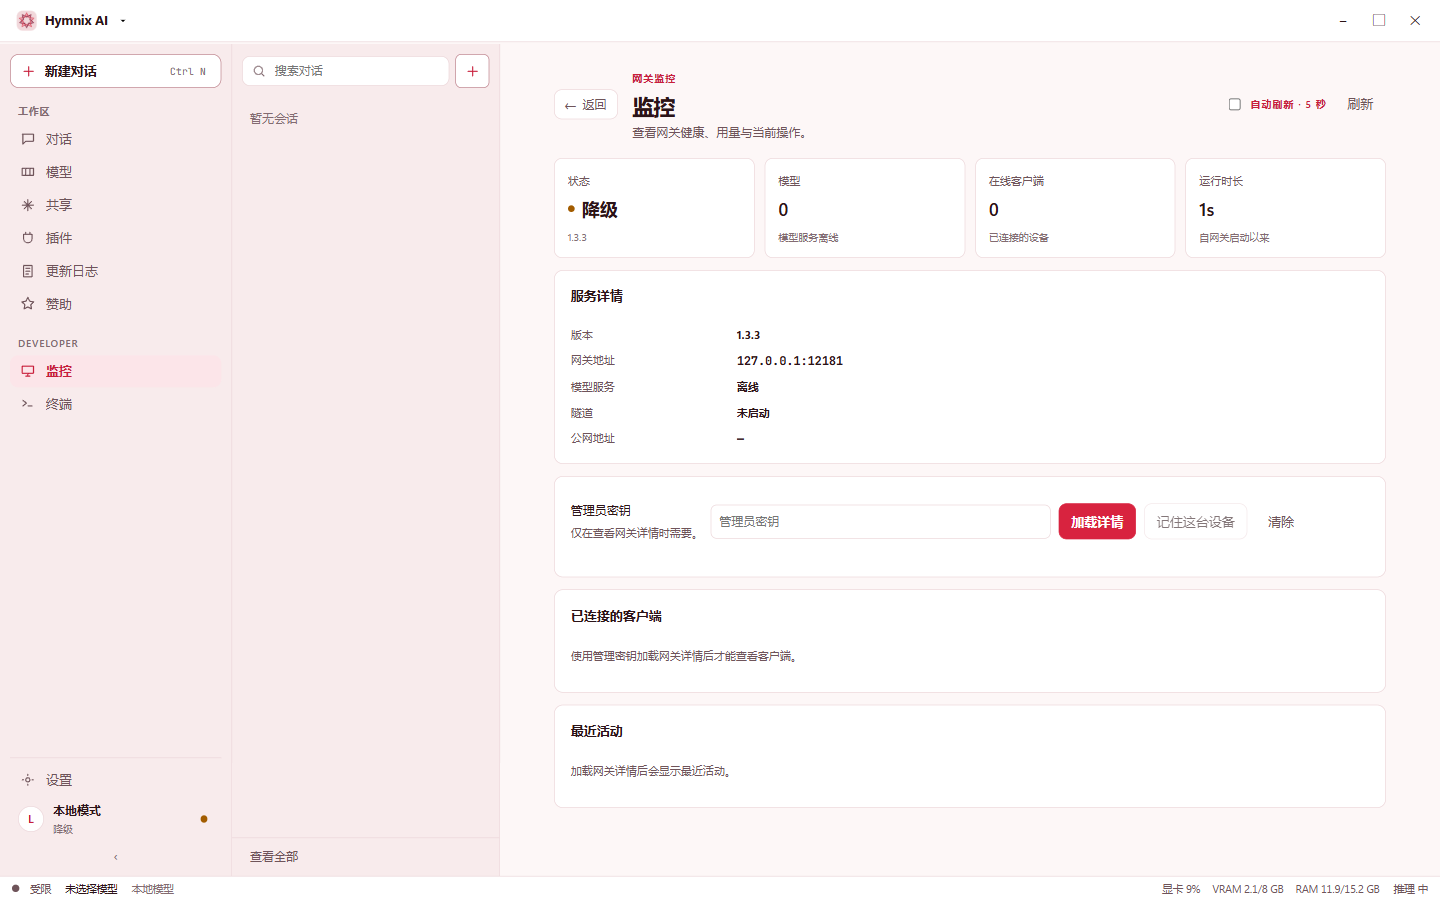 Hymnix AI
新建对话 Ctrl N
工作区
对话
模型
共享
插件
更新日志
赞助
DEVELOPER
监控
终端
设置
L 本地模式
降级
搜索对话
暂无会话
查看全部
← 返回
网关监控
监控
查看网关健康、用量与当前操作。
自动刷新 · 5 秒 刷新
状态
降级
1.3.3
模型
0
模型服务离线
在线客户端
0
已连接的设备
运行时长
1s
自网关启动以来
服务详情
版本 1.3.3
网关地址 127.0.0.1:12181
模型服务 离线
隧道 未启动
公网地址 –
管理员密钥
仅在查看网关详情时需要。
管理员密钥 加载详情 记住这台设备 清除
已连接的客户端
使用管理密钥加载网关详情后才能查看客户端。
最近活动
加载网关详情后会显示最近活动。
受限 未选择模型 本地模型
显卡 9% VRAM 2.1/8 GB RAM 11.9/15.2 GB 推理 中